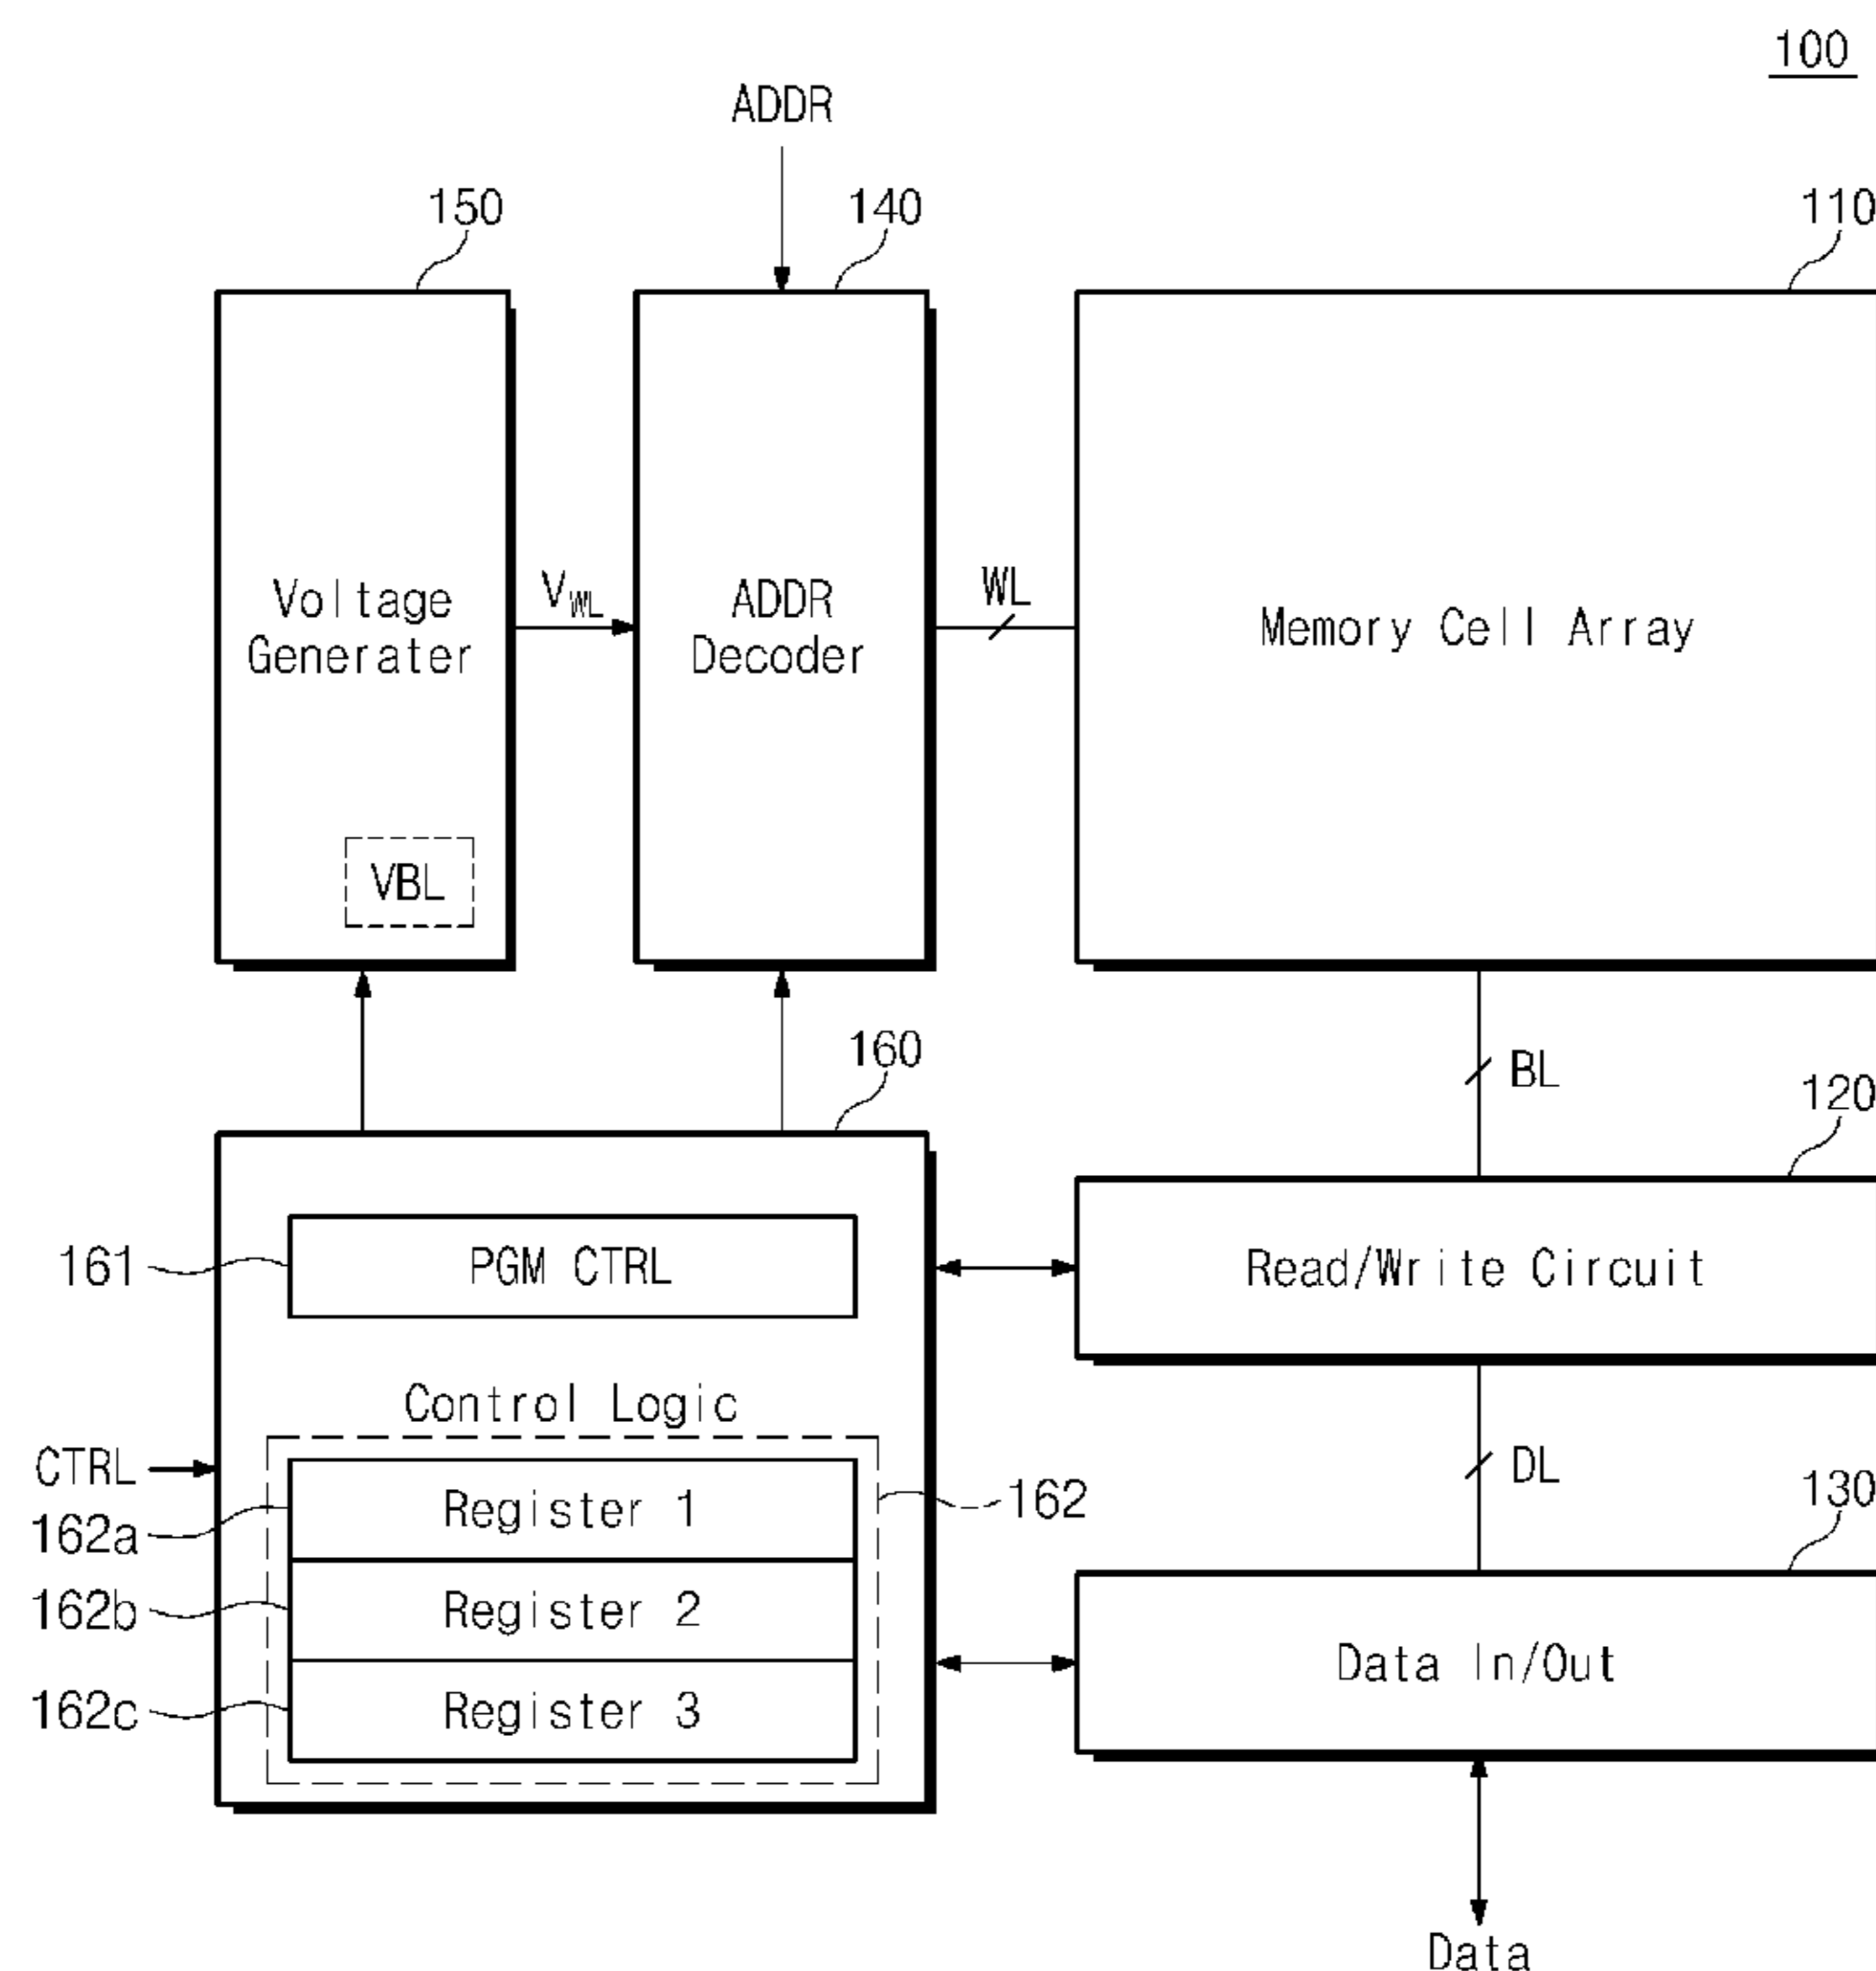 100
ADDR
150
140
110
Voltage
Generater
VWL
ADDR
Decoder
WL
Memory Cell Array
VBL
160
BL
120
161
PGM CTRL
Read/Write Circuit
Control Logic
CTRL
DL
162a
Register 1
162
130
162b
Register 2
Data In/Out
162c
Register 3
Data